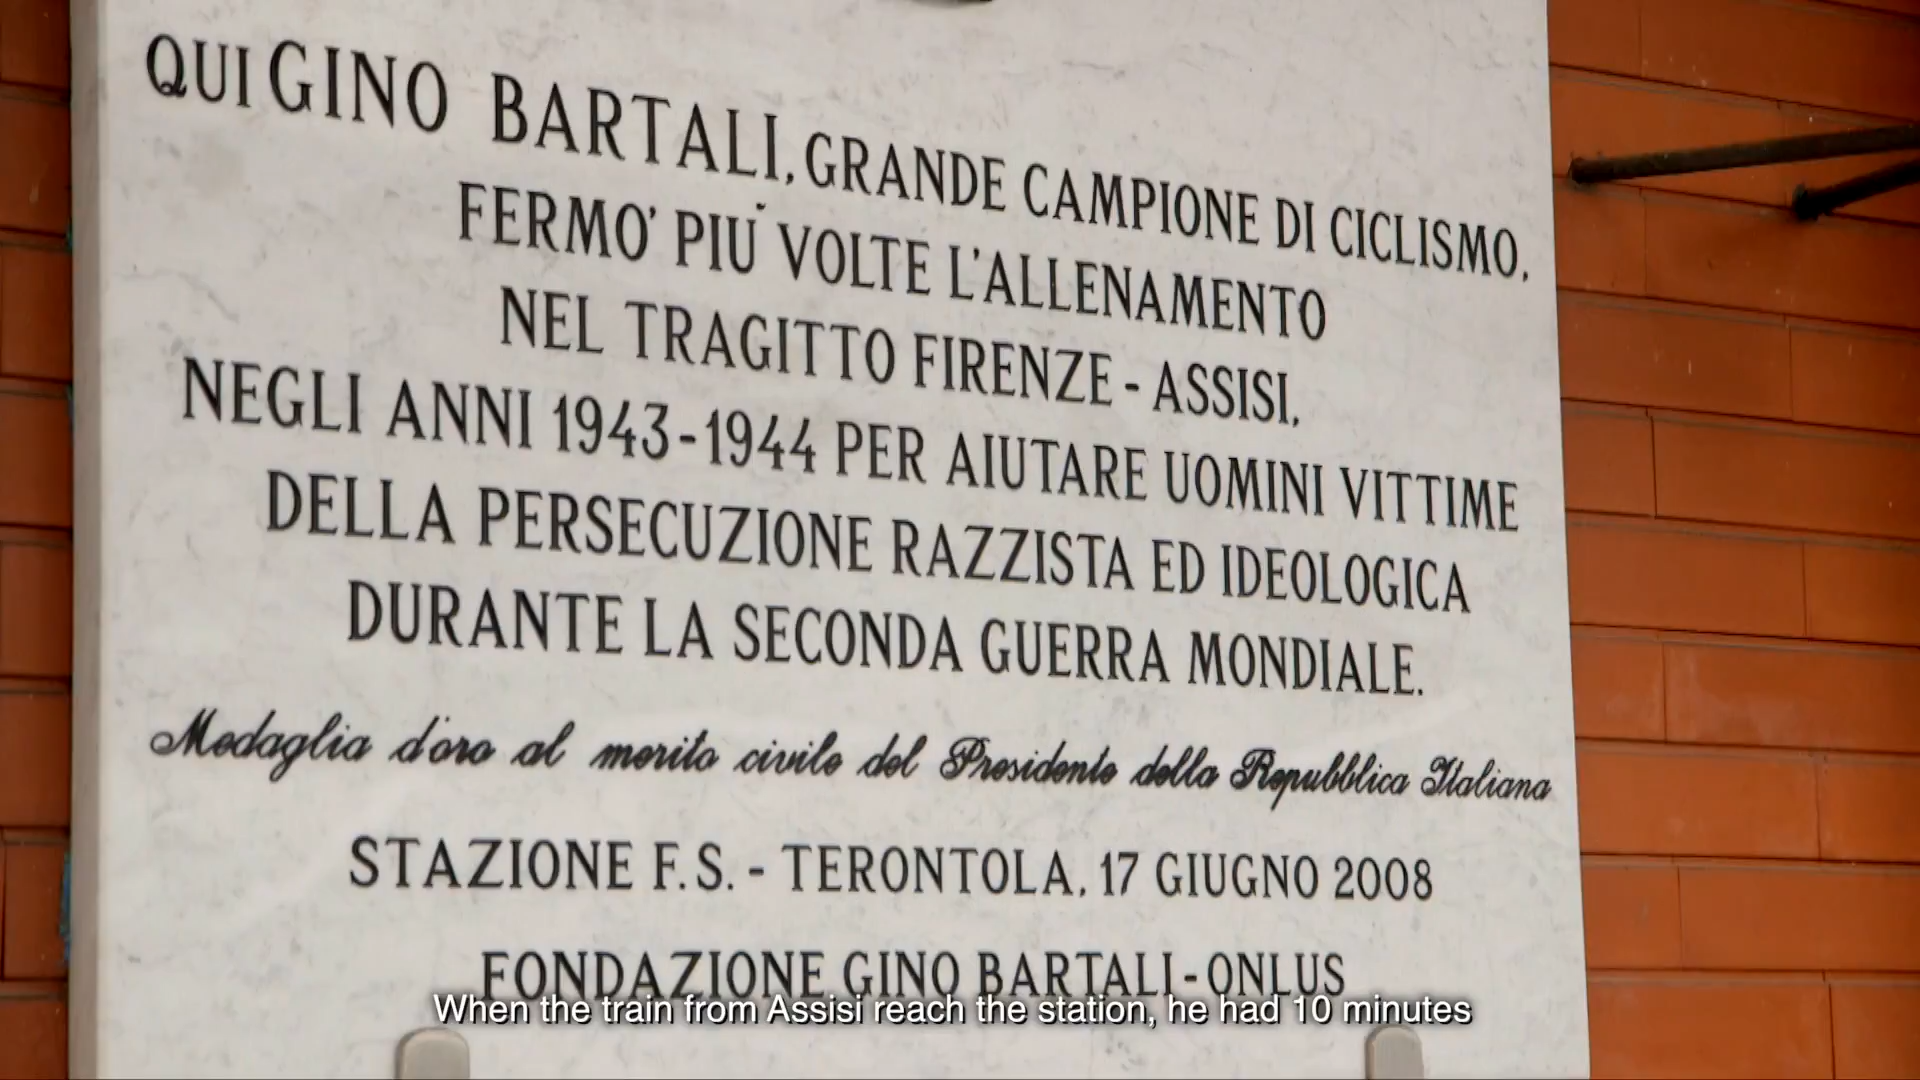 QUI GINO BARTALI, GRANDE CAMPIONE DI CICLISMO,
FERMO' PIU' VOLTE L'ALLENAMENTO
NEL TRAGITTO FIRENZE - ASSISI,
NEGLI ANNI 1943-1944 PER AIUTARE UOMINI VITTIME
DELLA PERSECUZIONE RAZZISTA ED IDEOLOGICA
DURANTE LA SECONDA GUERRA MONDIALE.
Medaglia d'oro al merito civile del Presidente della Repubblica Italiana
STAZIONE F.S. - TERONTOLA, 17 GIUGNO 2008
FONDAZIONE GINO BARTALI - ONLUS
When the train from Assisi reach the station, he had 10 minutes